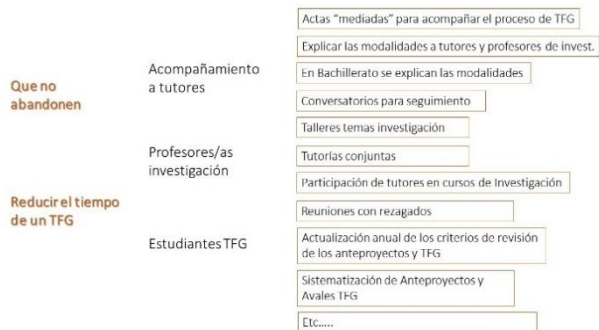 Que no
abandonen
Reducir el tiempo
de un TFG
Acompañamiento
a tutores
Profesores/as
investigación
Estudiantes TFG
Actas “mediadas” para acompañar el proceso de TFG
Explicar las modalidades a tutores y profesores de invest.
En Bachillerato se explican las modalidades
Conversatorios para seguimiento
Talleres temas investigación
Tutorías conjuntas
Participación de tutores en cursos de Investigación
Reuniones con rezagados
Actualización anual de los criterios de revisión
de los anteproyectos y TFG
Sistematización de Anteproyectos y
Avales TFG
Etc.....